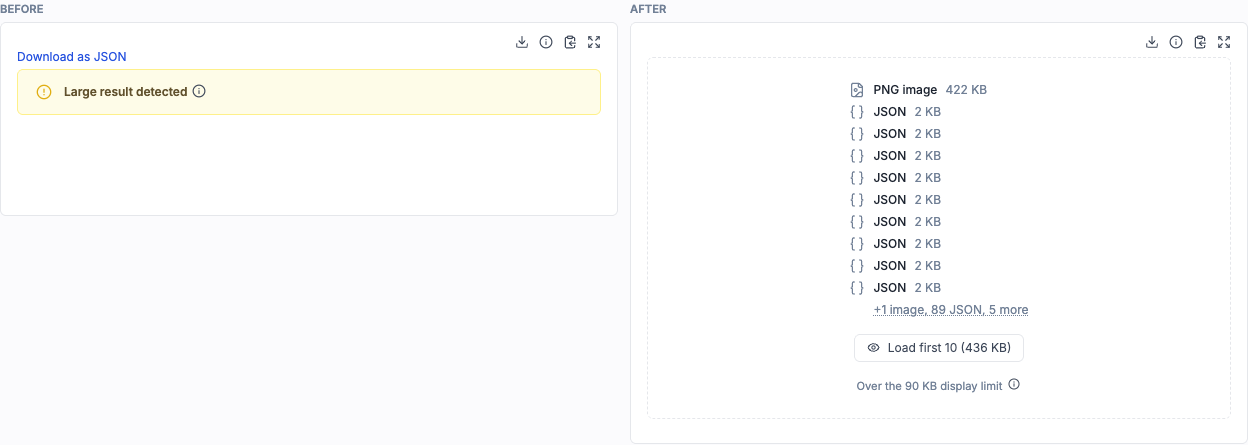 BEFORE
Download as JSON
Large result detected
AFTER
PNG image 422 KB
{ } JSON 2 KB
{ } JSON 2 KB
{ } JSON 2 KB
{ } JSON 2 KB
{ } JSON 2 KB
{ } JSON 2 KB
{ } JSON 2 KB
{ } JSON 2 KB
{ } JSON 2 KB
+1 image, 89 JSON, 5 more
Load first 10 (436 KB)
Over the 90 KB display limit